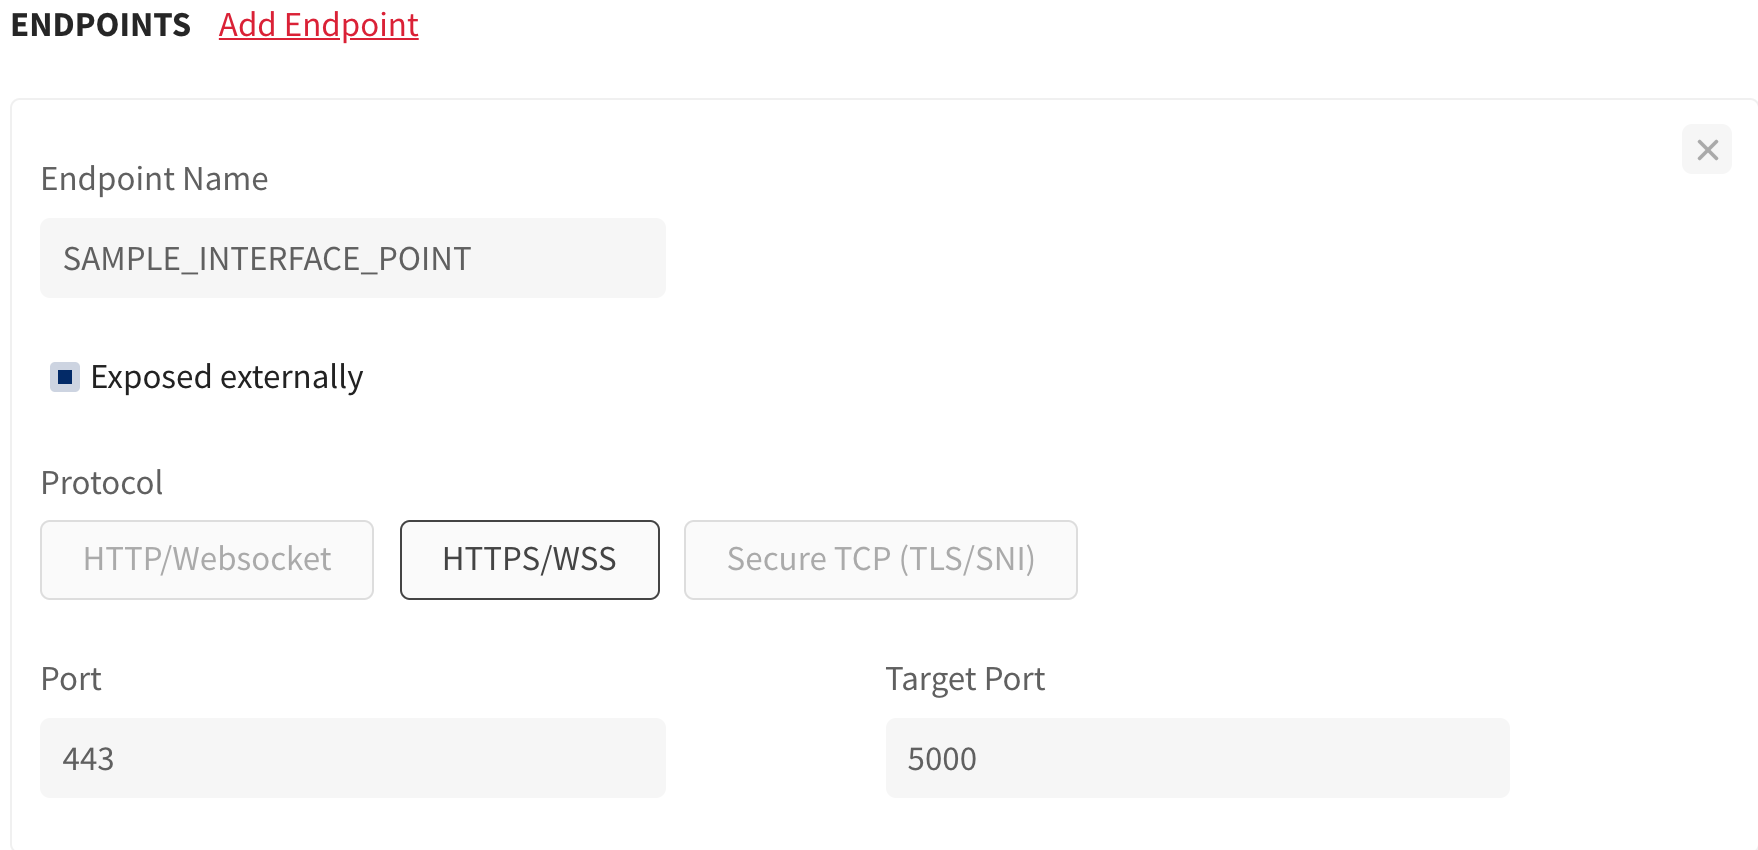 ENDPOINTS Add Endpoint
Endpoint Name
SAMPLE_INTERFACE_POINT
Exposed externally
Protocol
HTTP/Websocket HTTPS/WSS Secure TCP (TLS/SNI)
Port Target Port
443 5000